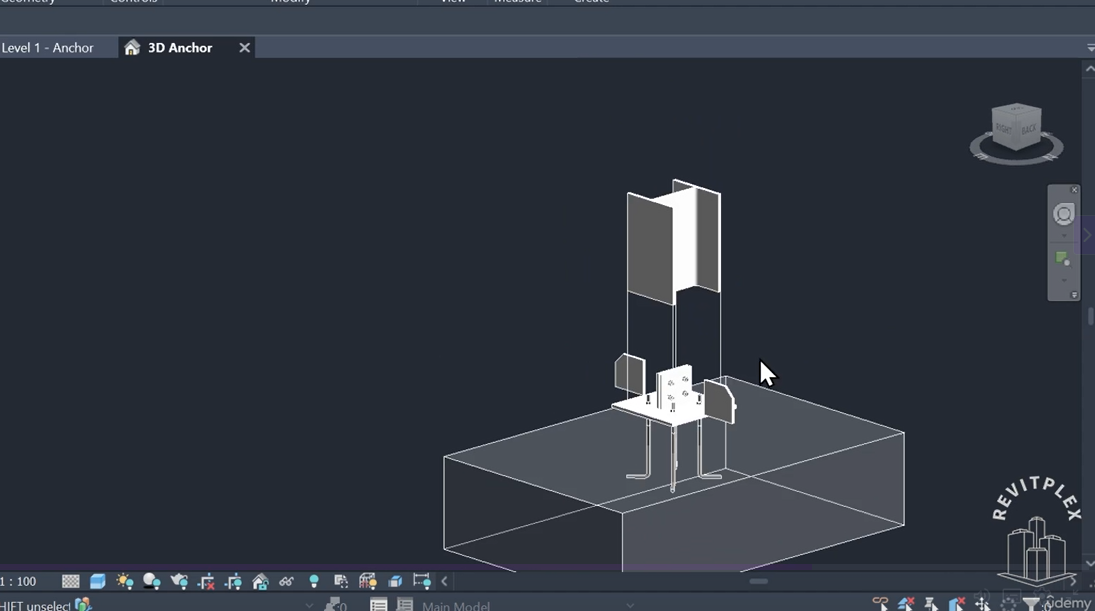 Geometry Controls Modify View Measure Create
Level 1 - Anchor 3D Anchor
RIGHT BACK
REVITPLEX
1 : 100
HIFT unselect :0 Main Model
ûdemy